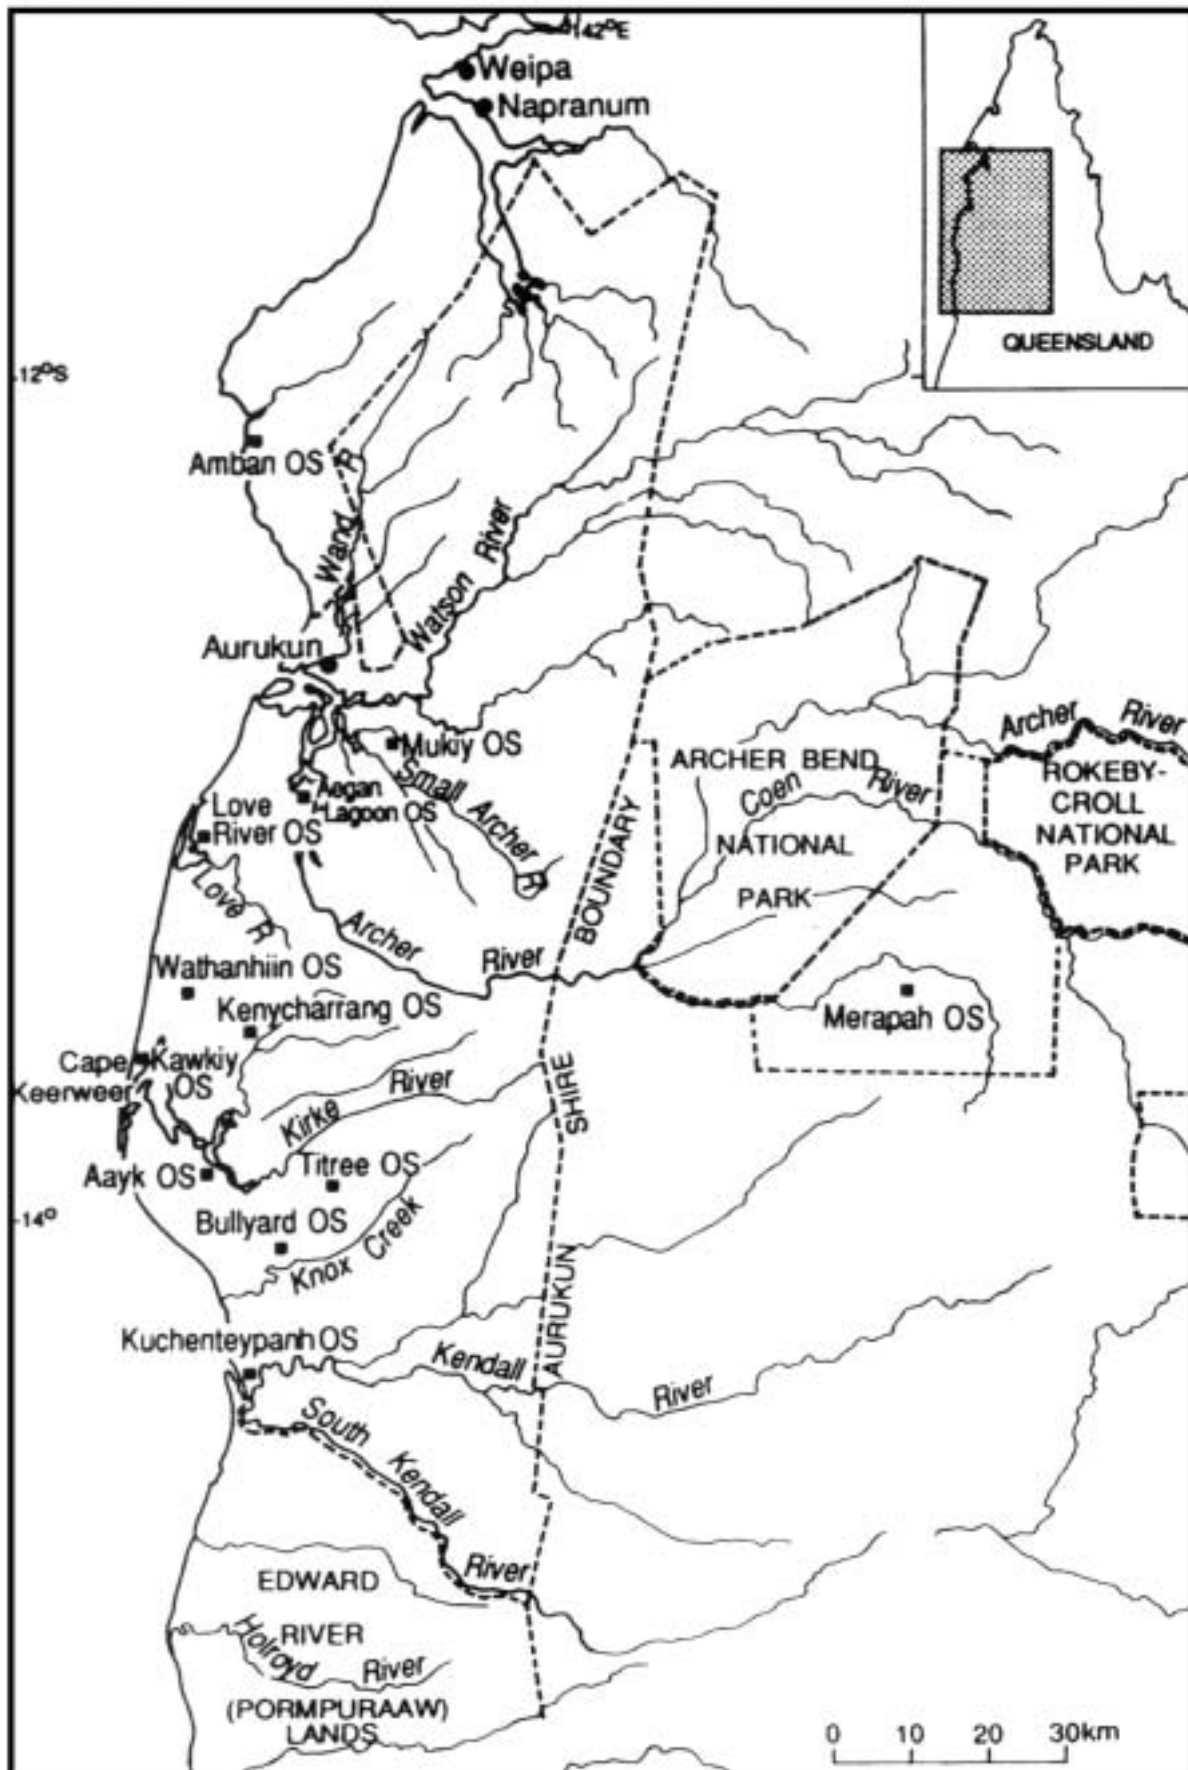 142°E
Weipa
Napranum
QUEENSLAND
12°S
Amban OS
Wand R
Watson River
Aurukun
Mukiy OS
Small Archer R
Aegan
Lagoon OS
Love
River OS
Love R
Archer River
ARCHER BEND
NATIONAL
PARK
Coen River
Archer River
ROKEBY-
CROLL
NATIONAL
PARK
BOUNDARY
SHIRE
AURUKUN
Wathanhiin OS
Kenycharrang OS
Merapah OS
Cape
Keerweer
Kawkiy
OS
Kirke River
Aayk OS
Titree OS
14°
Bullyard OS
Knox Creek
Kuchenteypanh OS
Kendall River
South Kendall River
EDWARD
RIVER
Holroyd River
(PORMPURAAW)
LANDS
0 10 20 30km